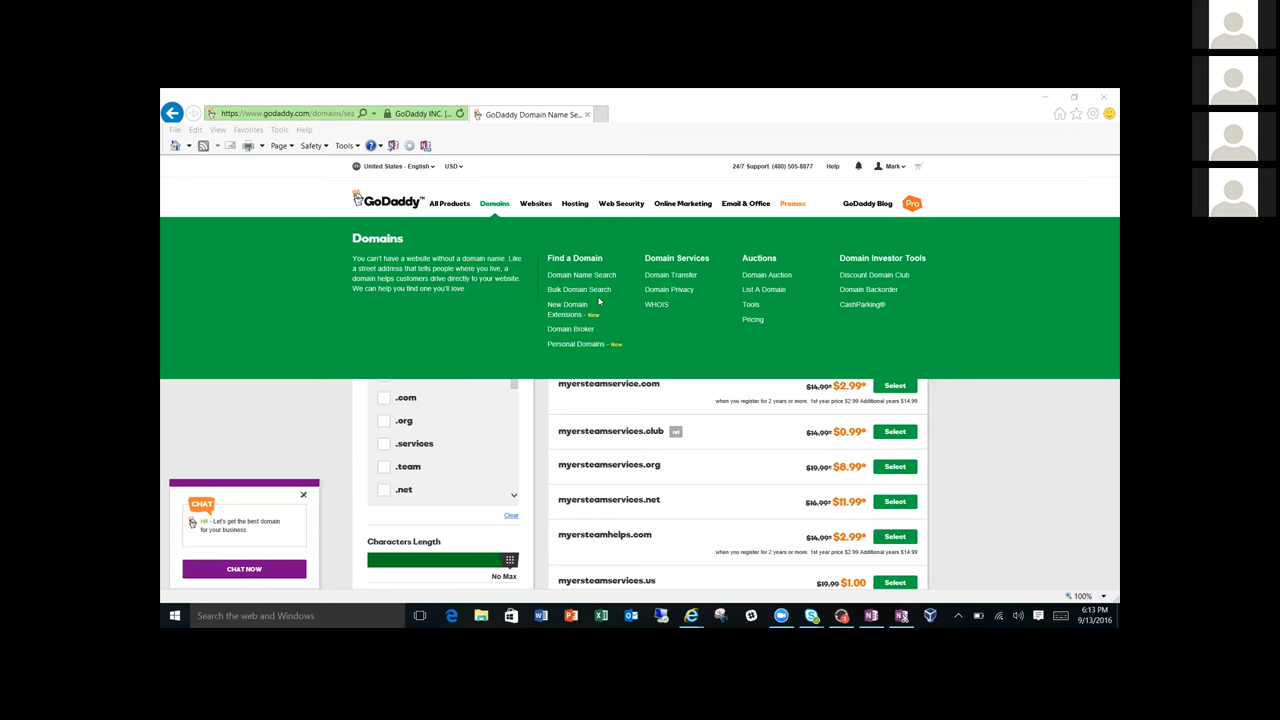 https://www.godaddy.com/domains/sea
GoDaddy INC. [...
GoDaddy Domain Name Se...
File Edit View Favorites Tools Help
Page Safety Tools
United States - English USD
24/7 Support (480) 505-8877 Help Mark
GoDaddy™ All Products Domains Websites Hosting Web Security Online Marketing Email & Office Promos GoDaddy Blog Pro
Domains
You can't have a website without a domain name. Like
a street address that tells people where you live, a
domain helps customers drive directly to your website.
We can help you find one you'll love.
Find a Domain
Domain Name Search
Bulk Domain Search
New Domain
Extensions - New
Domain Broker
Personal Domains - New
Domain Services
Domain Transfer
Domain Privacy
WHOIS
Auctions
Domain Auction
List A Domain
Tools
Pricing
Domain Investor Tools
Discount Domain Club
Domain Backorder
CashParking®
.com
.org
.services
.team
.net
Clear
Characters Length
No Max
myersteamservice.com $14.99* $2.99* Select
when you register for 2 years or more. 1st year price $2.99 Additional years $14.99
myersteamservices.club ad $14.99* $0.99* Select
myersteamservices.org $19.99* $8.99* Select
myersteamservices.net $16.99* $11.99* Select
myersteamhelps.com $14.99* $2.99* Select
when you register for 2 years or more. 1st year price $2.99 Additional years $14.99
myersteamservices.us $19.99 $1.00 Select
CHAT
Hi! - Let's get the best domain
for your business.
CHAT NOW
100%
Search the web and Windows
6:13 PM
9/13/2016